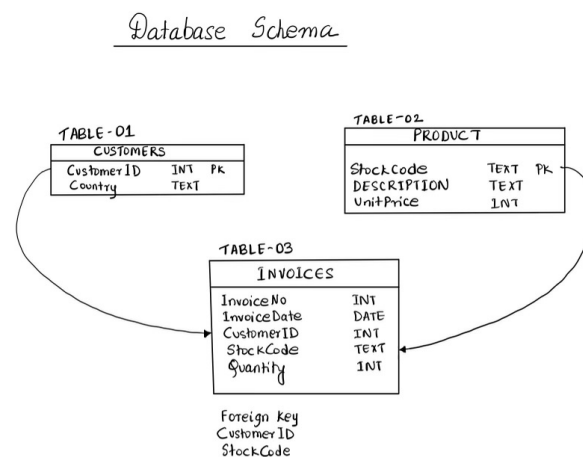 Database Schema
TABLE-01
CUSTOMERS
CustomerID INT PK
Country TEXT
TABLE-02
PRODUCT
StockCode TEXT PK
DESCRIPTION TEXT
UnitPrice INT
TABLE-03
INVOICES
InvoiceNo INT
InvoiceDate DATE
CustomerID INT
StockCode TEXT
Quantity INT
Foreign Key
CustomerID
StockCode